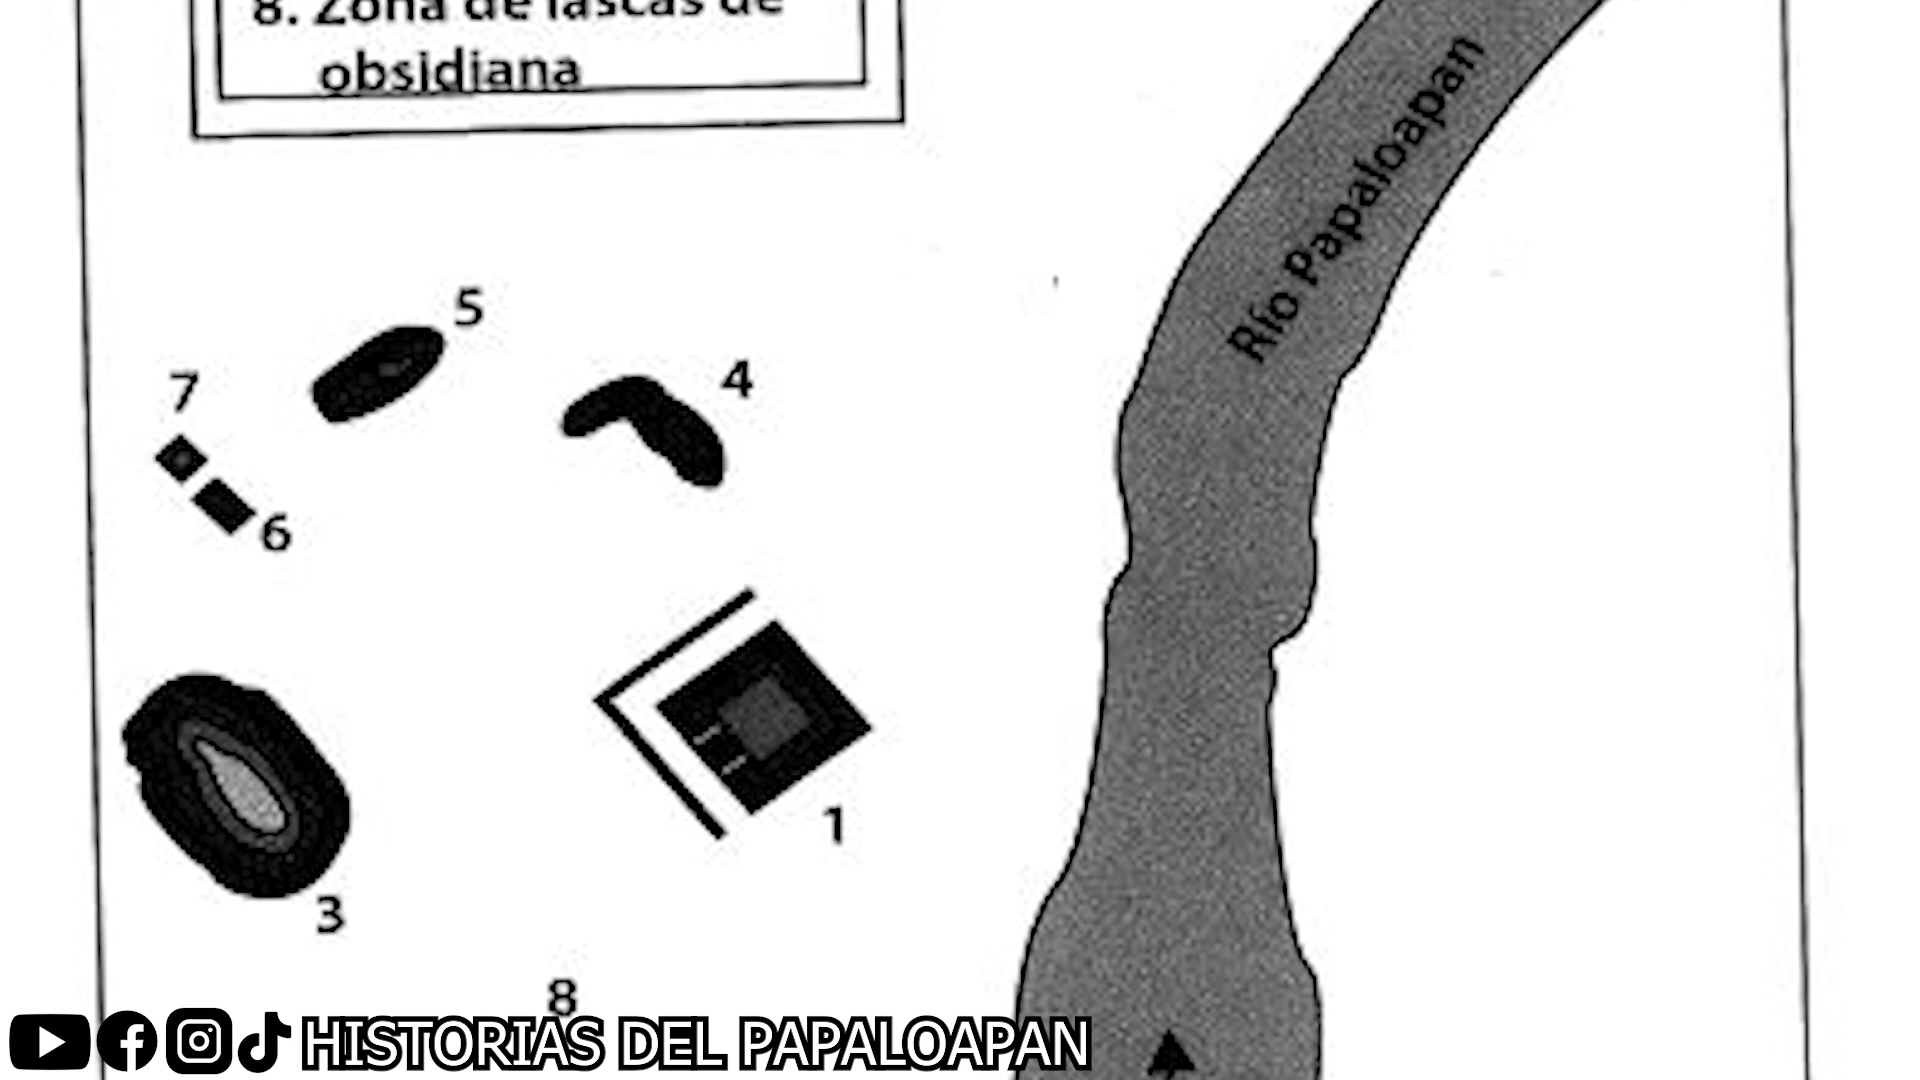 8. Zona de lascas de
obsidiana
Río Papaloapan
5
7
4
6
1
3
8
HISTORIAS DEL PAPALOAPAN